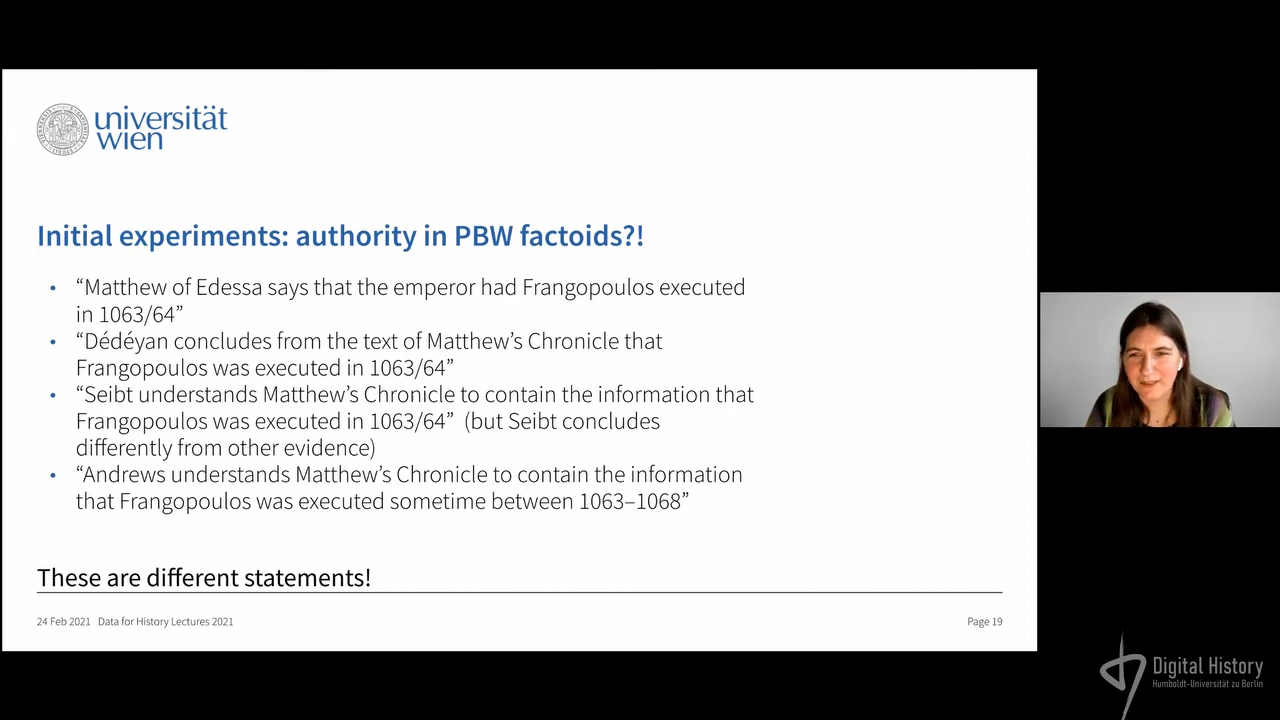 universität
wien
Initial experiments: authority in PBW factoids?!
• “Matthew of Edessa says that the emperor had Frangopoulos executed
in 1063/64”
• “Dédéyan concludes from the text of Matthew’s Chronicle that
Frangopoulos was executed in 1063/64”
• “Seibt understands Matthew’s Chronicle to contain the information that
Frangopoulos was executed in 1063/64” (but Seibt concludes
differently from other evidence)
• “Andrews understands Matthew’s Chronicle to contain the information
that Frangopoulos was executed sometime between 1063–1068”
These are different statements!
24 Feb 2021 Data for History Lectures 2021
Page 19
Digital History
Humboldt-Universität zu Berlin